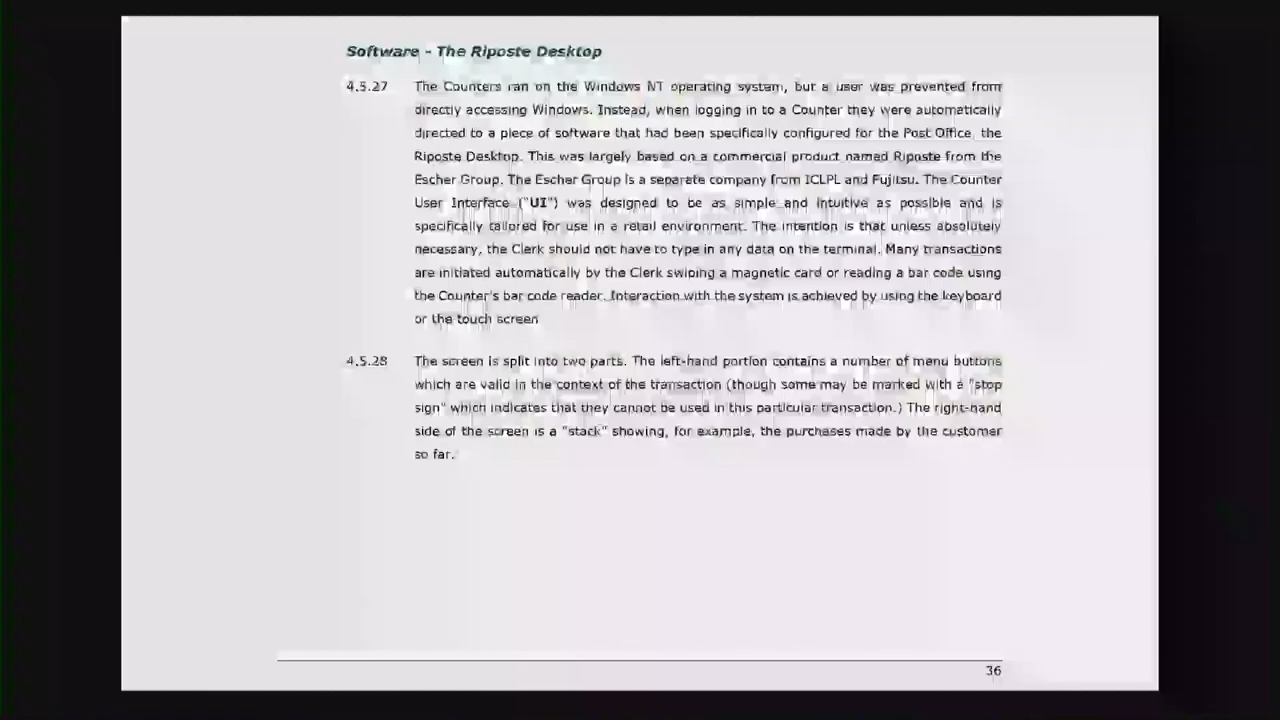 Software - The Riposte Desktop
4.5.27 The Counters ran on the Windows NT operating system, but a user was prevented from
directly accessing Windows. Instead, when logging in to a Counter they were automatically
directed to a piece of software that had been specifically configured for the Post Office, the
Riposte Desktop. This was largely based on a commercial product named Riposte from the
Escher Group. The Escher Group is a separate company from ICLPL and Fujitsu. The Counter
User Interface ("UI") was designed to be as simple and intuitive as possible and is
specifically tailored for use in a retail environment. The intention is that unless absolutely
necessary, the Clerk should not have to type in any data on the terminal. Many transactions
are initiated automatically by the Clerk swiping a magnetic card or reading a bar code using
the Counter's bar code reader. Interaction with the system is achieved by using the keyboard
or the touch screen
4.5.28 The screen is split into two parts. The left-hand portion contains a number of menu buttons
which are valid in the context of the transaction (though some may be marked with a "stop
sign" which indicates that they cannot be used in this particular transaction.) The right-hand
side of the screen is a "stack" showing, for example, the purchases made by the customer
so far.
36